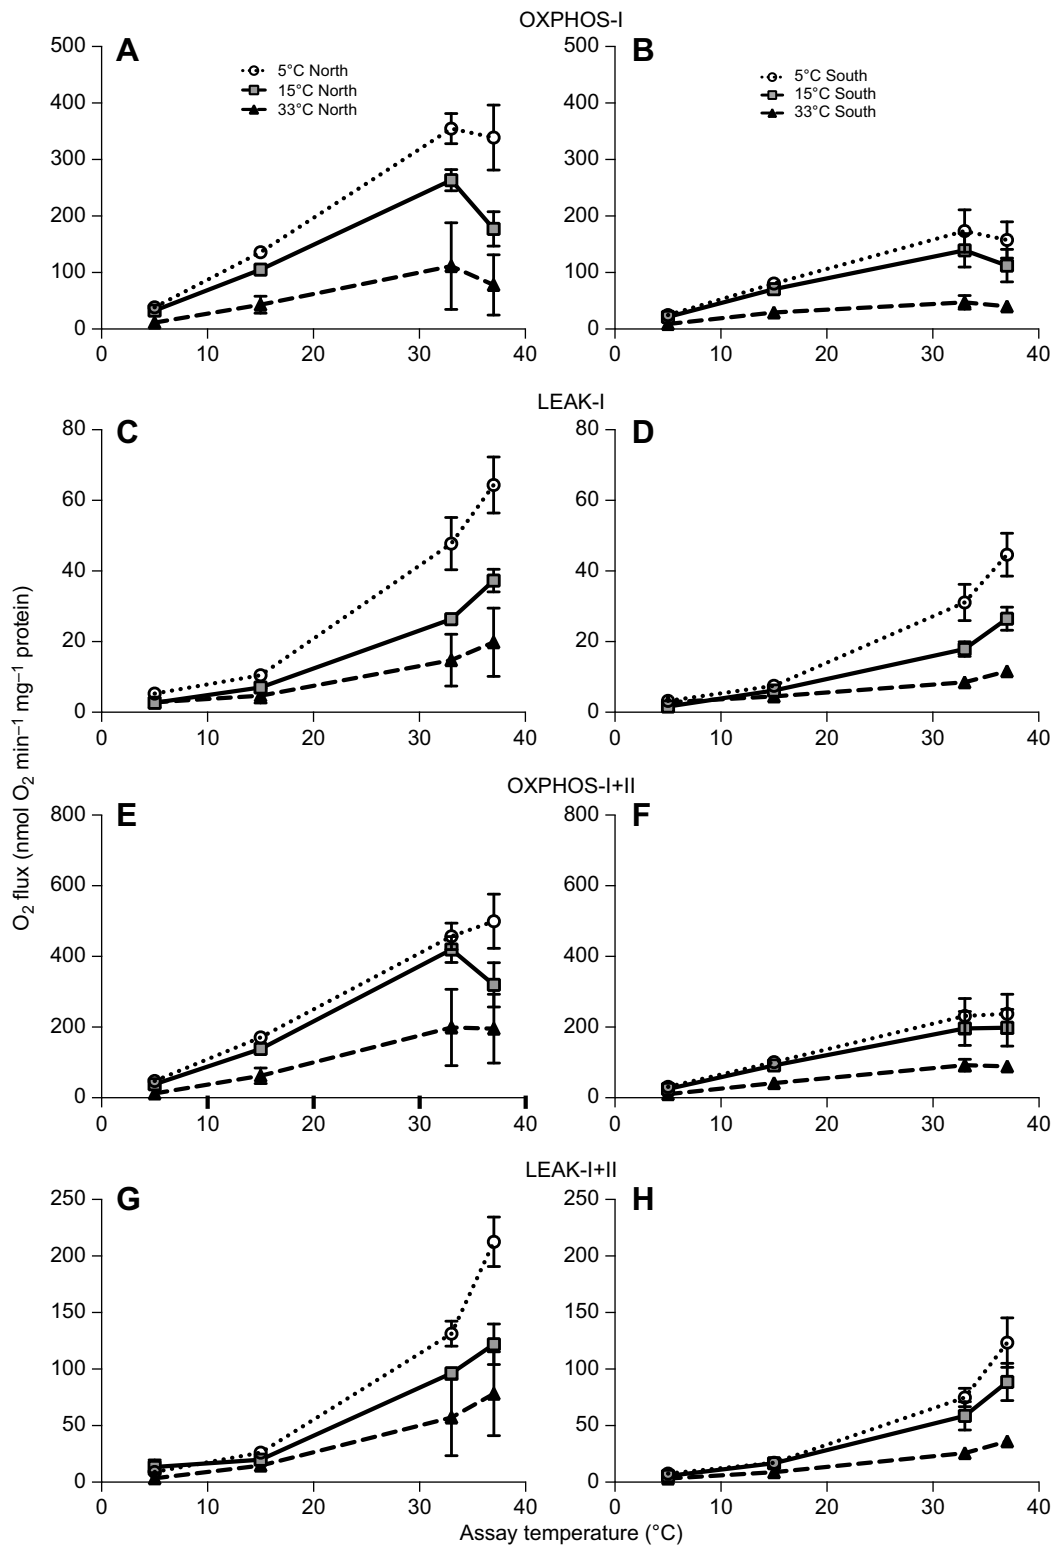 OXPHOS-I
A
B
5°C North
15°C North
33°C North
5°C South
15°C South
33°C South
500
400
300
200
100
0
0 10 20 30 40
500
400
300
200
100
0
0 10 20 30 40
LEAK-I
C
D
80
60
40
20
0
0 10 20 30 40
80
60
40
20
0
0 10 20 30 40
O₂ flux (nmol O₂ min⁻¹ mg⁻¹ protein)
OXPHOS-I+II
E
F
800
600
400
200
0
0 10 20 30 40
800
600
400
200
0
0 10 20 30 40
LEAK-I+II
G
H
250
200
150
100
50
0
0 10 20 30 40
250
200
150
100
50
0
0 10 20 30 40
Assay temperature (°C)